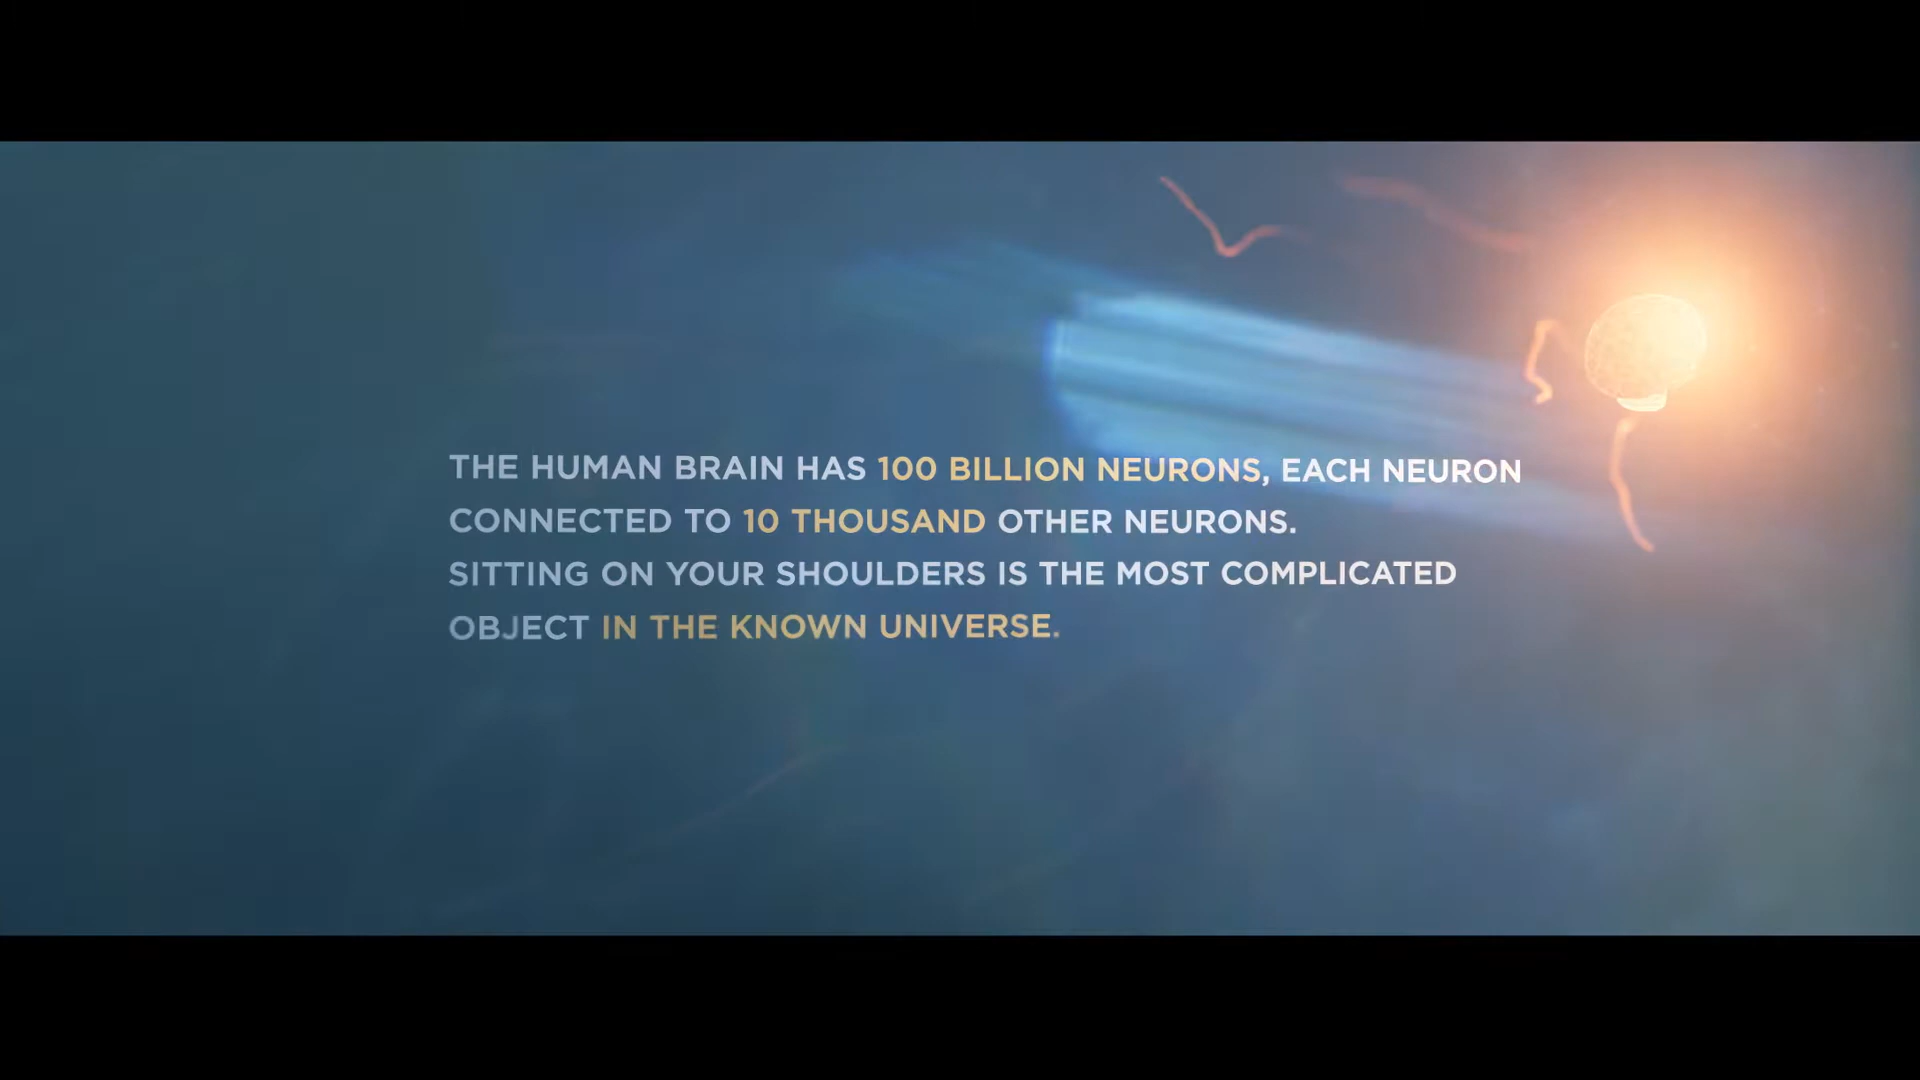 THE HUMAN BRAIN HAS 100 BILLION NEURONS, EACH NEURON
CONNECTED TO 10 THOUSAND OTHER NEURONS.
SITTING ON YOUR SHOULDERS IS THE MOST COMPLICATED
OBJECT IN THE KNOWN UNIVERSE.